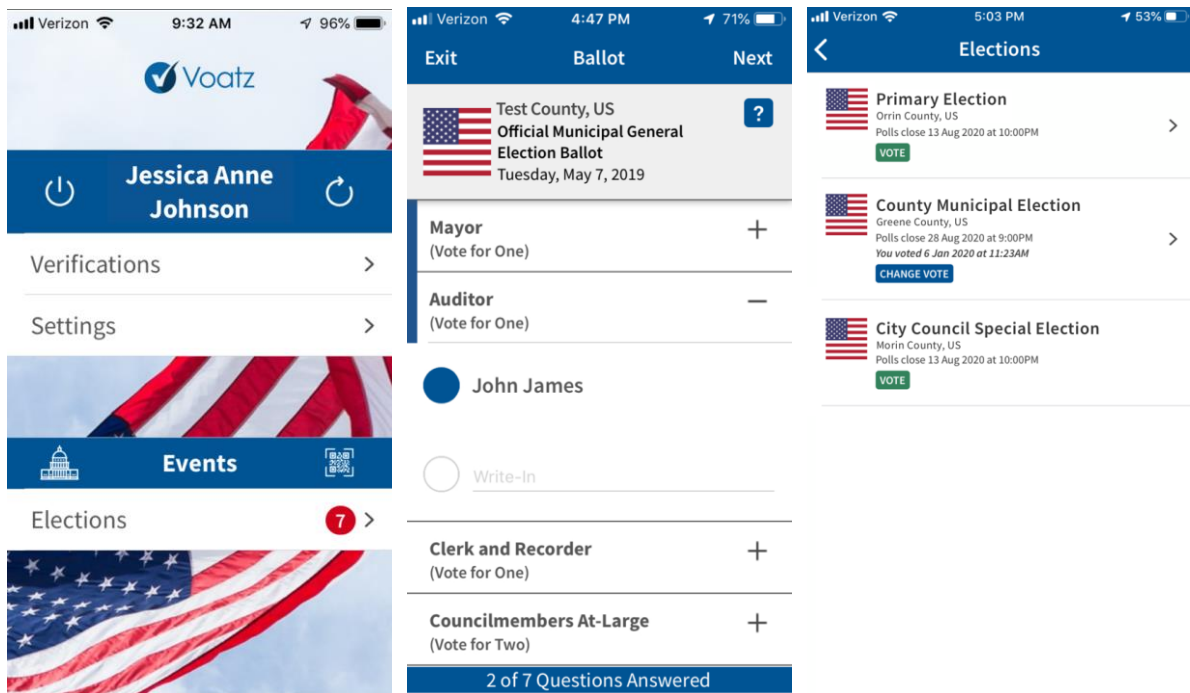 Verizon 9:32 AM 96%
Voatz
Jessica Anne
Johnson
Verifications
Settings
Events
Elections 7
Verizon 4:47 PM 71%
Exit Ballot Next
Test County, US ?
Official Municipal General
Election Ballot
Tuesday, May 7, 2019
Mayor
(Vote for One)
Auditor
(Vote for One)
John James
Write-In
Clerk and Recorder
(Vote for One)
Councilmembers At-Large
(Vote for Two)
2 of 7 Questions Answered
Verizon 5:03 PM 53%
Elections
Primary Election
Orrin County, US
Polls close 13 Aug 2020 at 10:00PM
VOTE
County Municipal Election
Greene County, US
Polls close 28 Aug 2020 at 9:00PM
You voted 6 Jan 2020 at 11:23AM
CHANGE VOTE
City Council Special Election
Morin County, US
Polls close 13 Aug 2020 at 10:00PM
VOTE